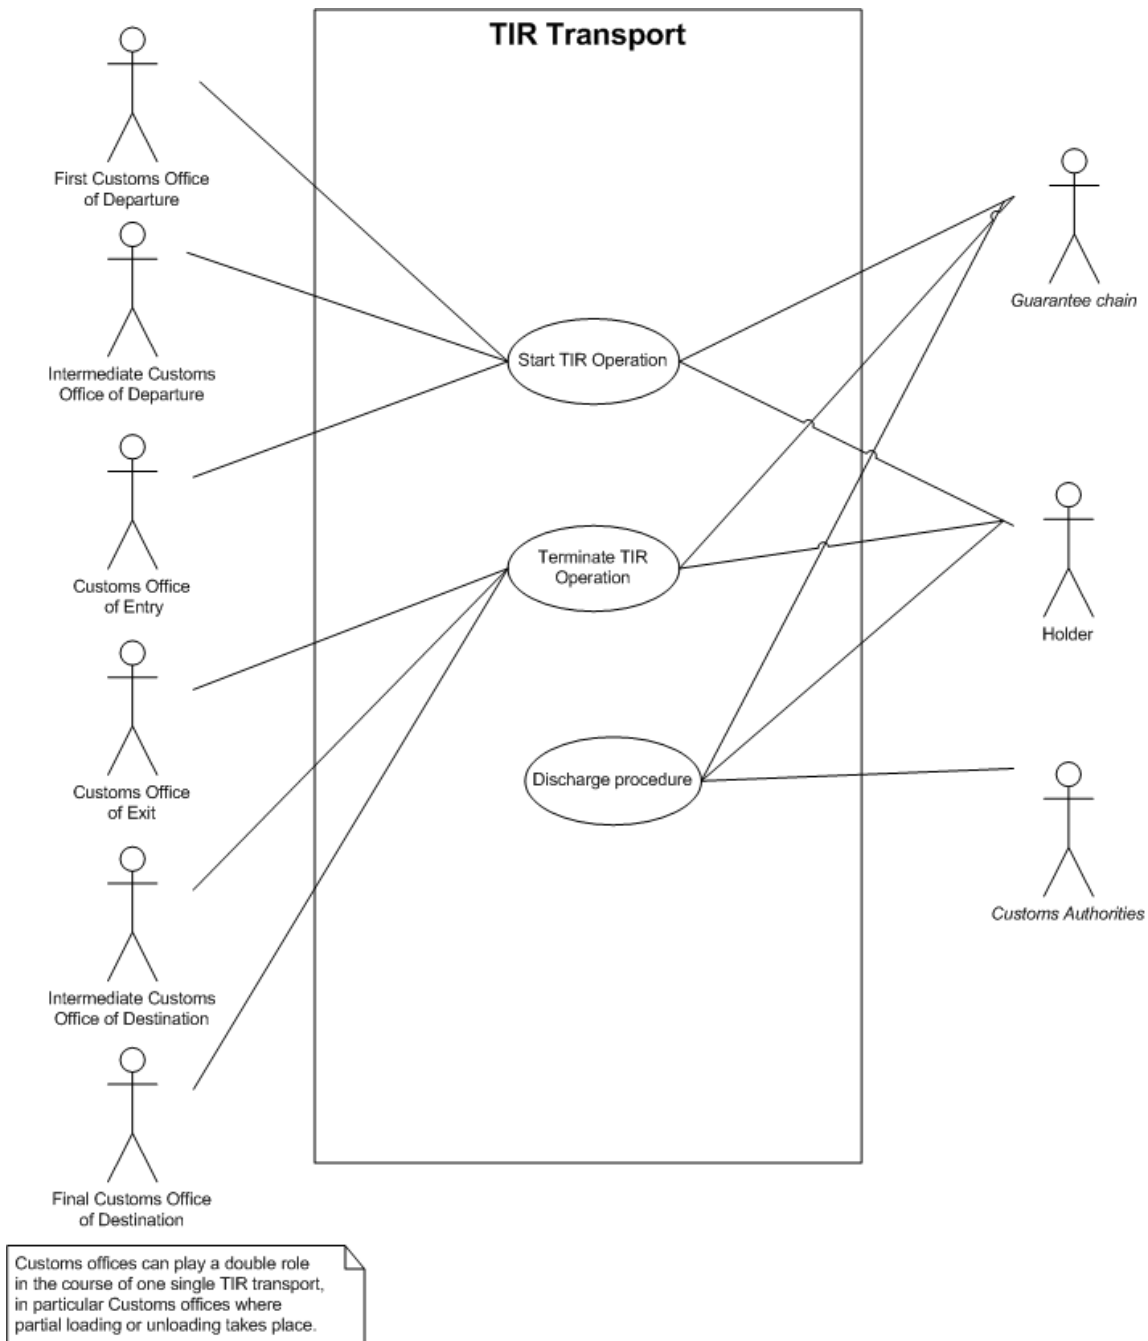 TIR Transport
First Customs Office
of Departure
Intermediate Customs
Office of Departure
Customs Office
of Entry
Customs Office
of Exit
Intermediate Customs
Office of Destination
Final Customs Office
of Destination
Start TIR Operation
Terminate TIR
Operation
Discharge procedure
Guarantee chain
Holder
Customs Authorities
Customs offices can play a double role
in the course of one single TIR transport,
in particular Customs offices where
partial loading or unloading takes place.